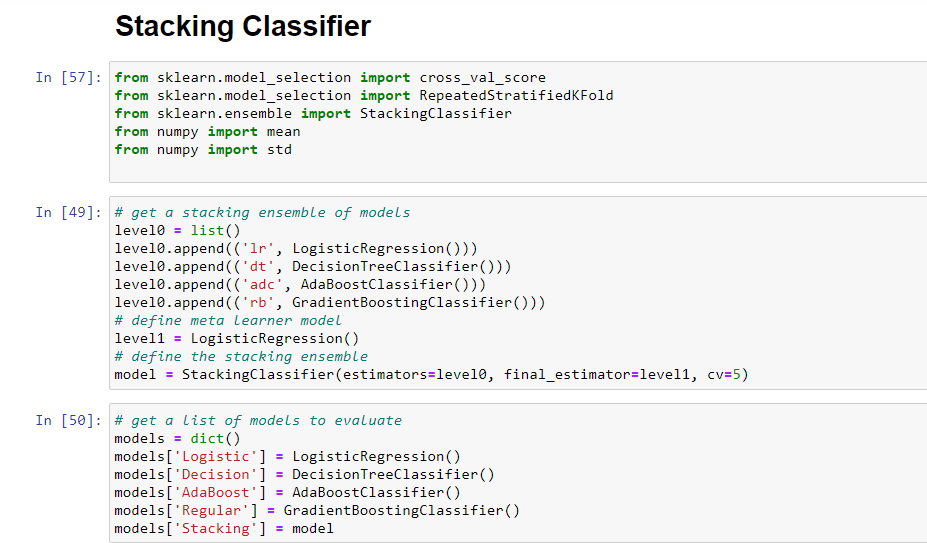 Stacking Classifier
In [57]: from sklearn.model_selection import cross_val_score
from sklearn.model_selection import RepeatedStratifiedKFold
from sklearn.ensemble import StackingClassifier
from numpy import mean
from numpy import std
In [49]: # get a stacking ensemble of models
level0 = list()
level0.append(('lr', LogisticRegression()))
level0.append(('dt', DecisionTreeClassifier()))
level0.append(('adc', AdaBoostClassifier()))
level0.append(('rb', GradientBoostingClassifier()))
# define meta learner model
level1 = LogisticRegression()
# define the stacking ensemble
model = StackingClassifier(estimators=level0, final_estimator=level1, cv=5)
In [50]: # get a list of models to evaluate
models = dict()
models['Logistic'] = LogisticRegression()
models['Decision'] = DecisionTreeClassifier()
models['AdaBoost'] = AdaBoostClassifier()
models['Regular'] = GradientBoostingClassifier()
models['Stacking'] = model